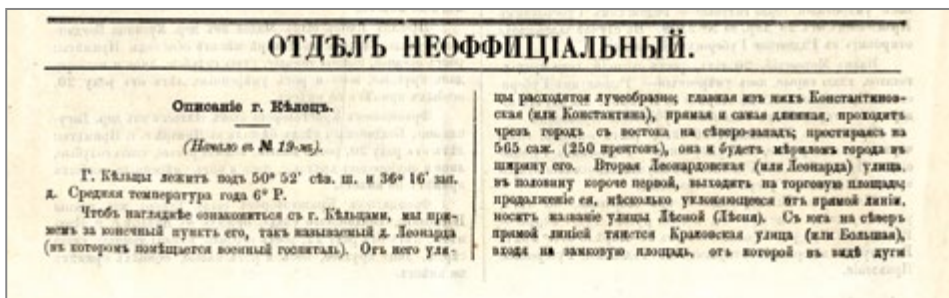 ОТДѢЛЪ НЕОФФИЦІАЛЬНЫЙ.
Описаніе г. Кѣлецъ.
(Начало въ № 19-мъ).
Г. Кѣльцы лежитъ подъ 50° 52′ сѣв. ш. и 36° 16′ зап.
д. Средняя температура года 6° Р.
Чтобъ нагляднѣе ознакомиться съ г. Кѣльцами, мы при-
мемъ за конечный пунктъ его, такъ называемый д. Леонарда
(въ которомъ помѣщается военный госпиталь). Отъ него ули-
цы расходятся лучеобразно; главная изъ нихъ Константинов-
ская (или Константина), прямая и самая длинная, проходитъ
чрезъ городъ съ востока на сѣверо-западъ; простираясь на
565 саж. (250 прентовъ), она и будетъ мѣриломъ города въ
ширину его. Вторая Леонардовская (или Леонарда) улица,
въ половину короче первой, выходитъ на торговую площадь;
продолженіе ея, нѣсколько уклоняющееся отъ прямой линіи,
носитъ названіе улицы Лѣсной (Лѣсня). Съ юга на сѣверъ
прямой линіей тянется Краковская улица (или Большая),
входя на замковую площадь, отъ которой въ видѣ дуги